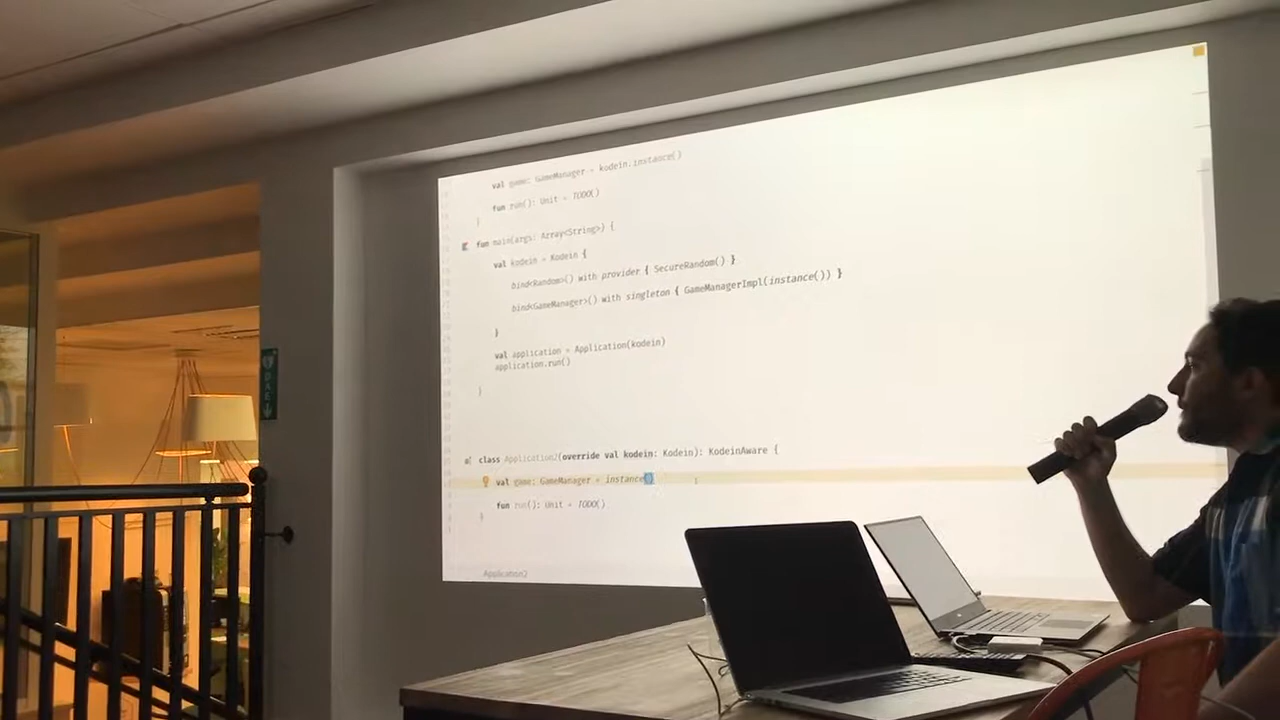 val game: GameManager = kodein.instance()
fun run(): Unit = TODO()
}
fun main(args: Array<String>) {
val kodein = Kodein {
bind<Random>() with provider { SecureRandom() }
bind<GameManager>() with singleton { GameManagerImpl(instance()) }
}
val application = Application(kodein)
application.run()
}
class Application2(override val kodein: Kodein): KodeinAware {
val game: GameManager = instance()
fun run(): Unit = TODO()
}
Application2
DAE